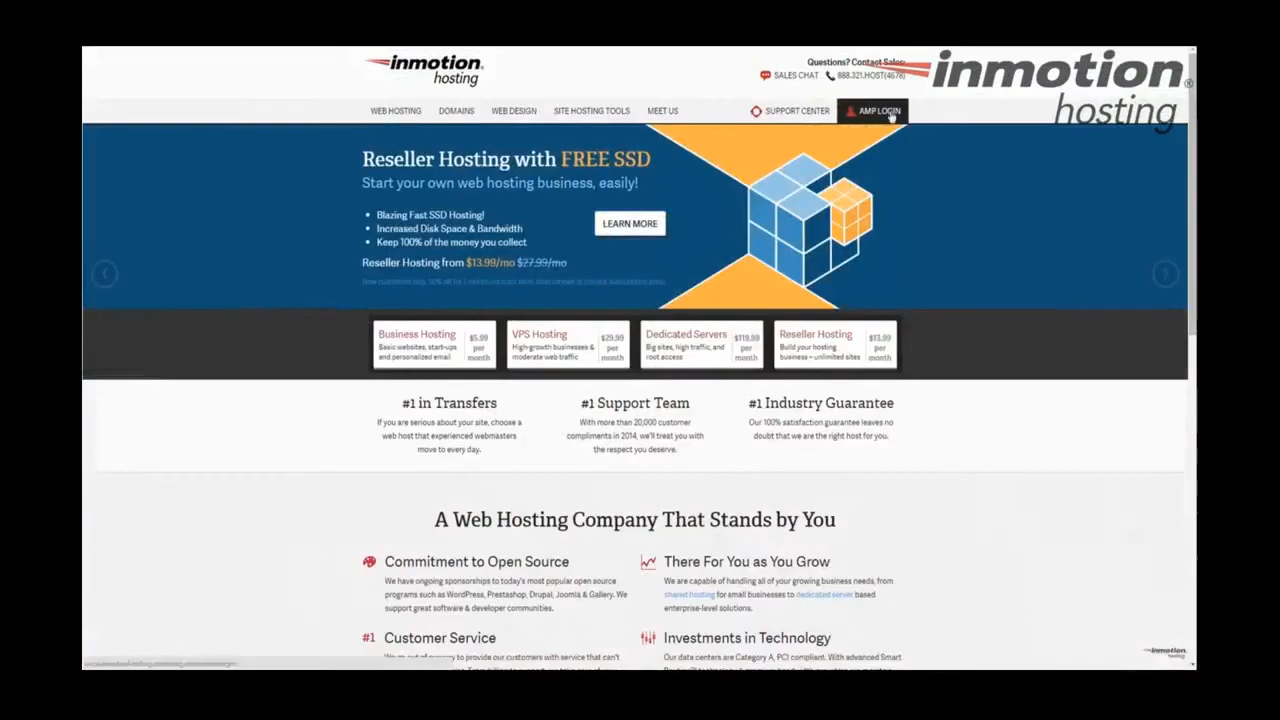 inmotion
hosting
Questions? Contact Sales:
SALES CHAT 888.321.HOST(4678)
inmotion®
hosting
WEB HOSTING DOMAINS WEB DESIGN SITE HOSTING TOOLS MEET US SUPPORT CENTER AMP LOGIN
Reseller Hosting with FREE SSD
Start your own web hosting business, easily!
• Blazing Fast SSD Hosting!
• Increased Disk Space & Bandwidth
• Keep 100% of the money you collect
LEARN MORE
Reseller Hosting from $13.99/mo $27.99/mo
Business Hosting
Basic websites, start-ups
and personalized email
$5.99
per
month
VPS Hosting
High-growth businesses &
moderate web traffic
$29.99
per
month
Dedicated Servers
Big sites, high traffic, and
root access
$119.99
per
month
Reseller Hosting
Build your hosting
business – unlimited sites
$13.99
per
month
#1 in Transfers
If you are serious about your site, choose a
web host that experienced webmasters
move to every day.
#1 Support Team
With more than 20,000 customer
compliments in 2014, we'll treat you with
the respect you deserve.
#1 Industry Guarantee
Our 100% satisfaction guarantee leaves no
doubt that we are the right host for you.
A Web Hosting Company That Stands by You
Commitment to Open Source
We have ongoing sponsorships to today's most popular open source
programs such as WordPress, Prestashop, Drupal, Joomla & Gallery. We
support great software & developer communities.
There For You as You Grow
We are capable of handling all of your growing business needs, from
shared hosting for small businesses to dedicated server based
enterprise-level solutions.
#1 Customer Service
to provide our customers with service that can't
Investments in Technology
Our data centers are Category A, PCI compliant. With advanced Smart
inmotion
hosting